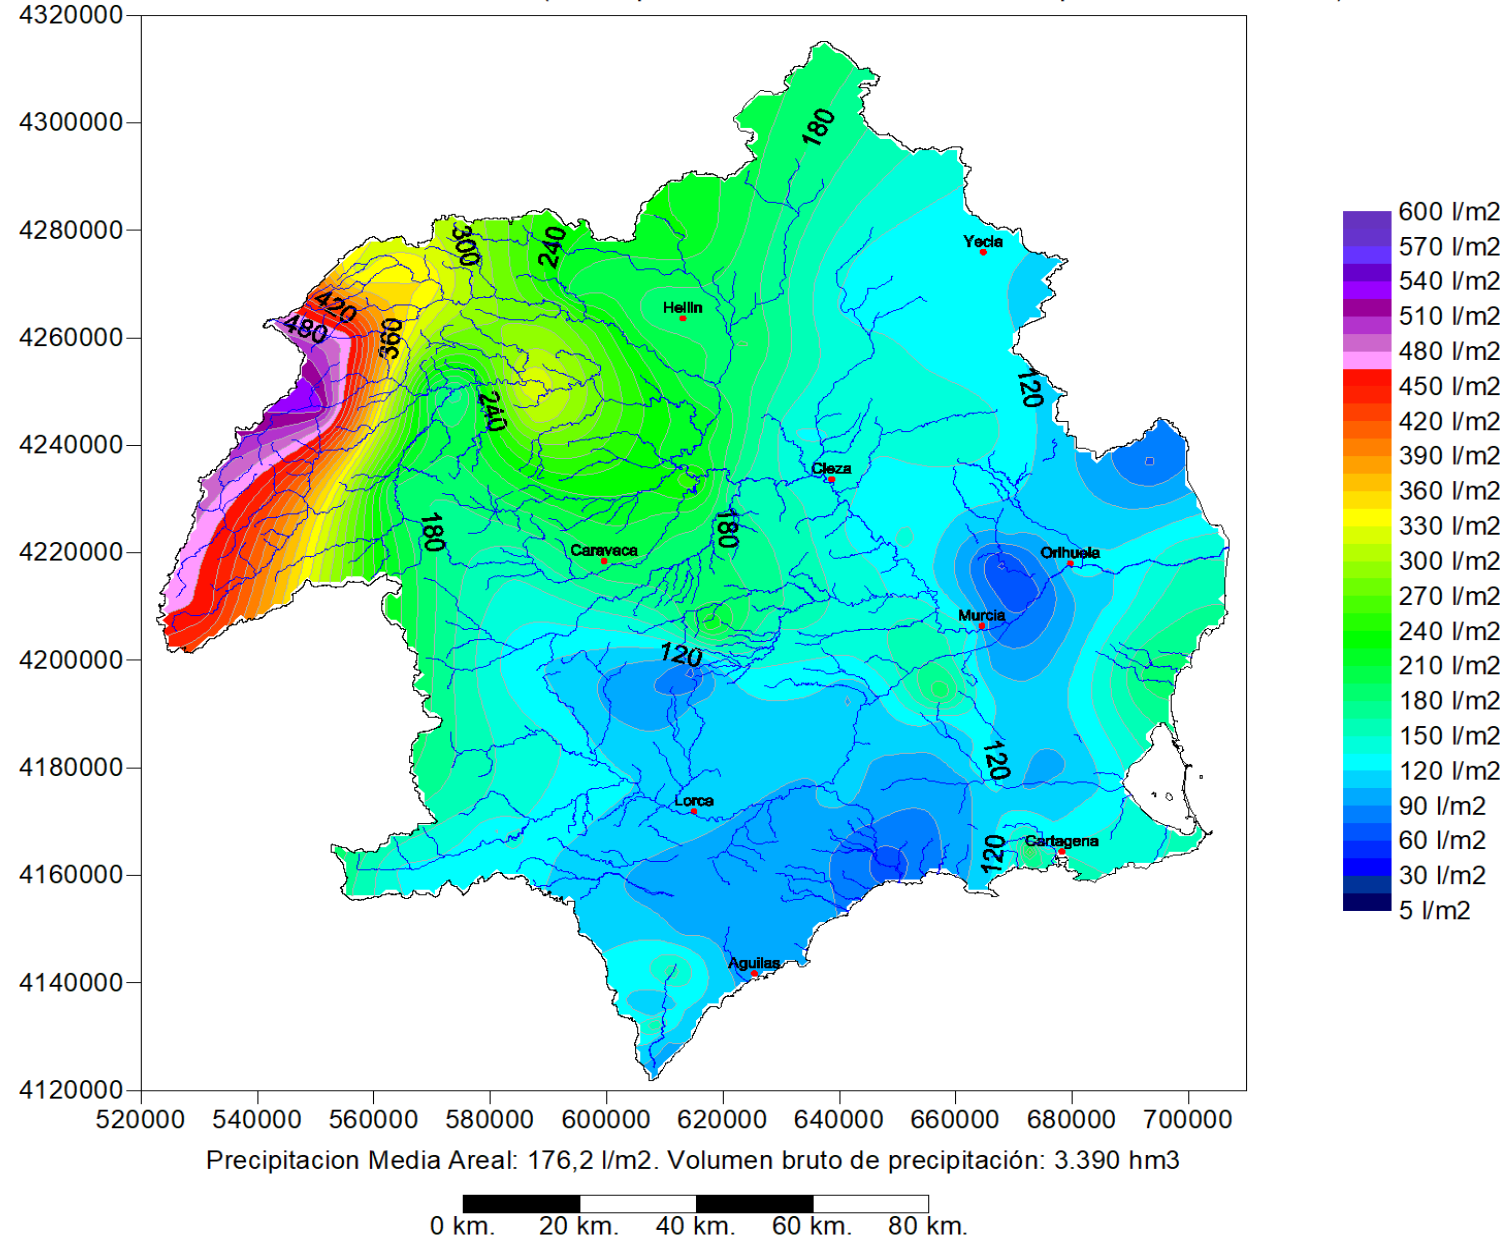 4320000
4300000
4280000
4260000
4240000
4220000
4200000
4180000
4160000
4140000
4120000
520000 540000 560000 580000 600000 620000 640000 660000 680000 700000
180
300
240
Yecla
420
480
360
Hellin
120
240
Cieza
180
180
Caravaca
Orihuela
Murcia
120
120
Lorca
120
Cartagena
Aguilas
600 l/m2
570 l/m2
540 l/m2
510 l/m2
480 l/m2
450 l/m2
420 l/m2
390 l/m2
360 l/m2
330 l/m2
300 l/m2
270 l/m2
240 l/m2
210 l/m2
180 l/m2
150 l/m2
120 l/m2
90 l/m2
60 l/m2
30 l/m2
5 l/m2
Precipitacion Media Areal: 176,2 l/m2. Volumen bruto de precipitación: 3.390 hm3
0 km. 20 km. 40 km. 60 km. 80 km.